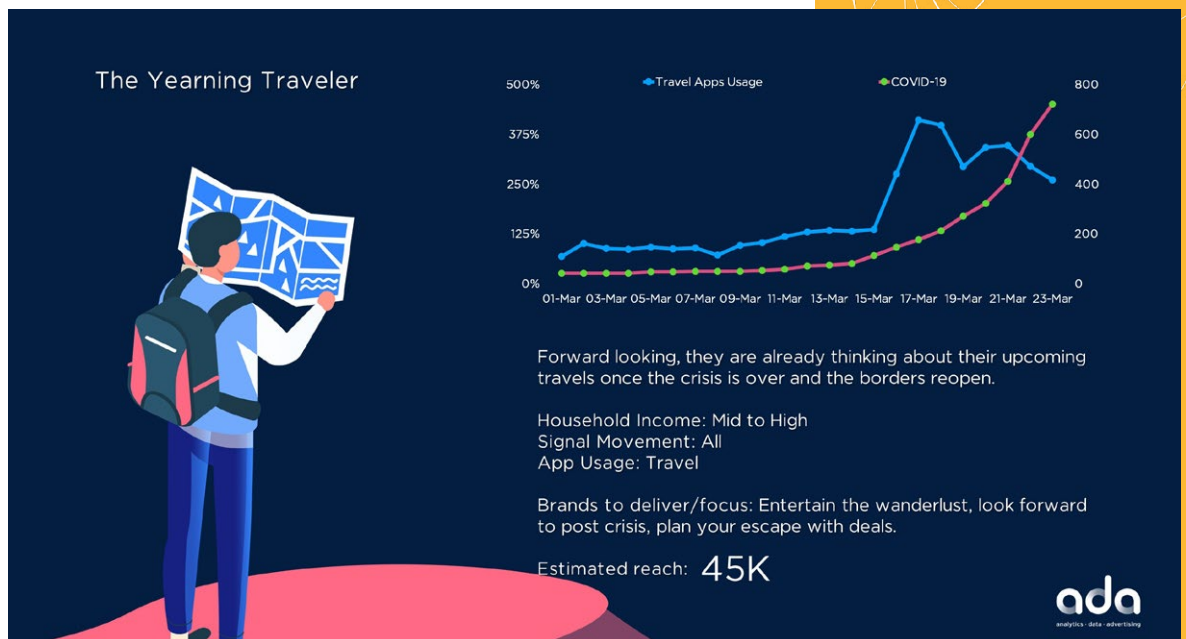 The Yearning Traveler
Travel Apps Usage
COVID-19
500%
375%
250%
125%
0%
800
600
400
200
0
01-Mar 03-Mar 05-Mar 07-Mar 09-Mar 11-Mar 13-Mar 15-Mar 17-Mar 19-Mar 21-Mar 23-Mar
Forward looking, they are already thinking about their upcoming
travels once the crisis is over and the borders reopen.
Household Income: Mid to High
Signal Movement: All
App Usage: Travel
Brands to deliver/focus: Entertain the wanderlust, look forward
to post crisis, plan your escape with deals.
Estimated reach: 45K
ada
analytics · data · advertising